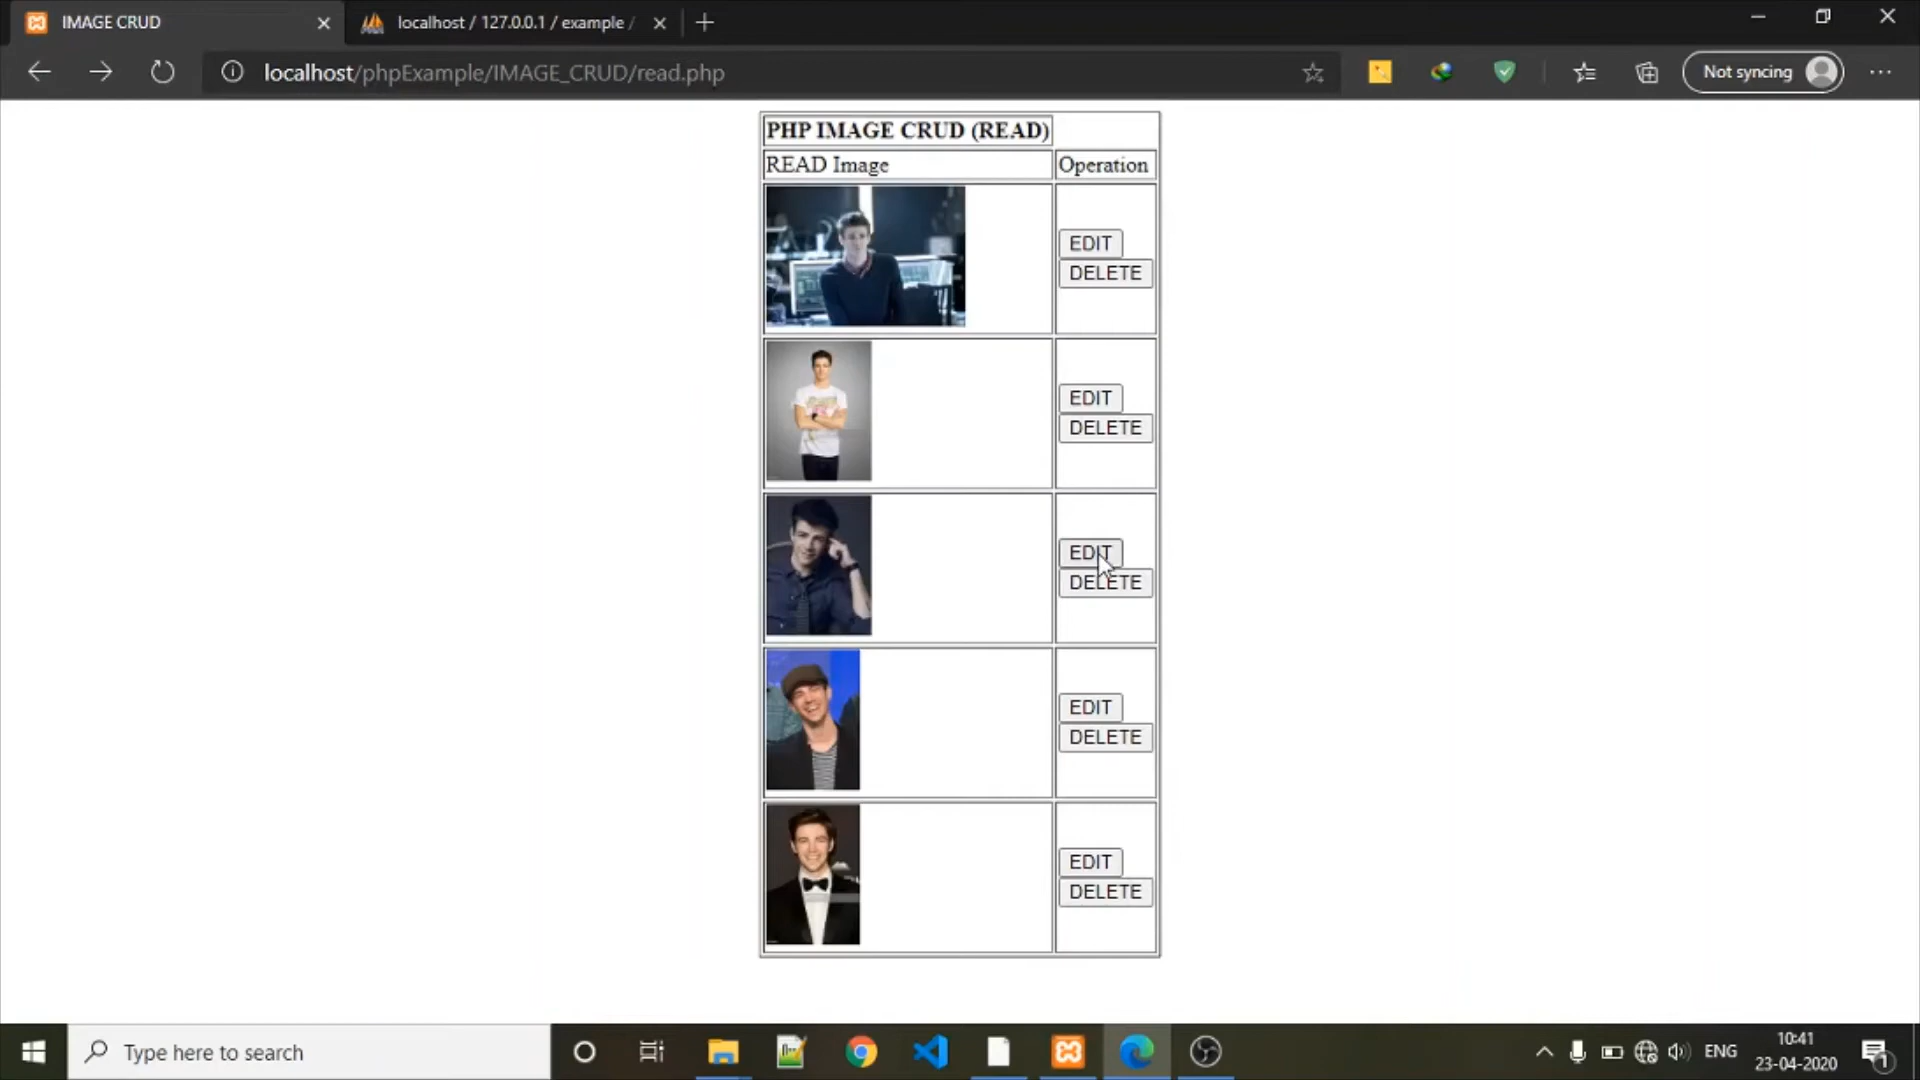 IMAGE CRUD
localhost / 127.0.0.1 / example /
localhost/phpExample/IMAGE_CRUD/read.php
Not syncing
PHP IMAGE CRUD (READ)
READ Image Operation
EDIT
DELETE
EDIT
DELETE
EDIT
DELETE
EDIT
DELETE
EDIT
DELETE
Type here to search
ENG
10:41
23-04-2020
1